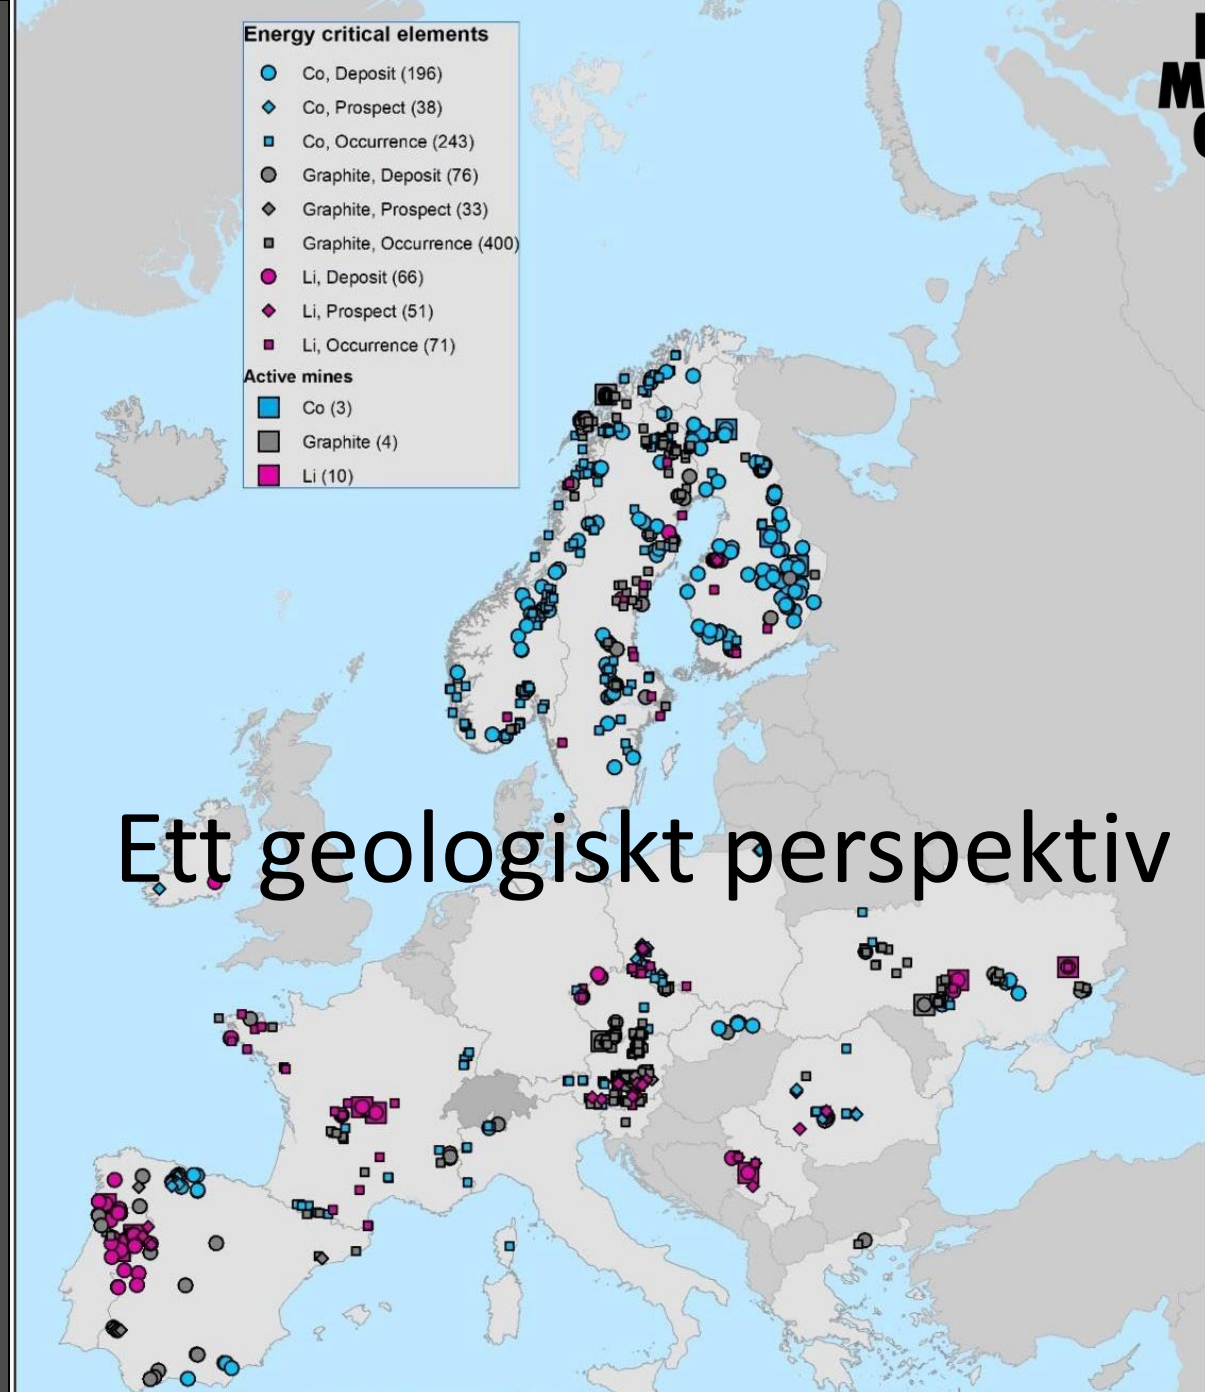 Energy critical elements
Co, Deposit (196)
Co, Prospect (38)
Co, Occurrence (243)
Graphite, Deposit (76)
Graphite, Prospect (33)
Graphite, Occurrence (400)
Li, Deposit (66)
Li, Prospect (51)
Li, Occurrence (71)
Active mines
Co (3)
Graphite (4)
Li (10)
Ett geologiskt perspektiv